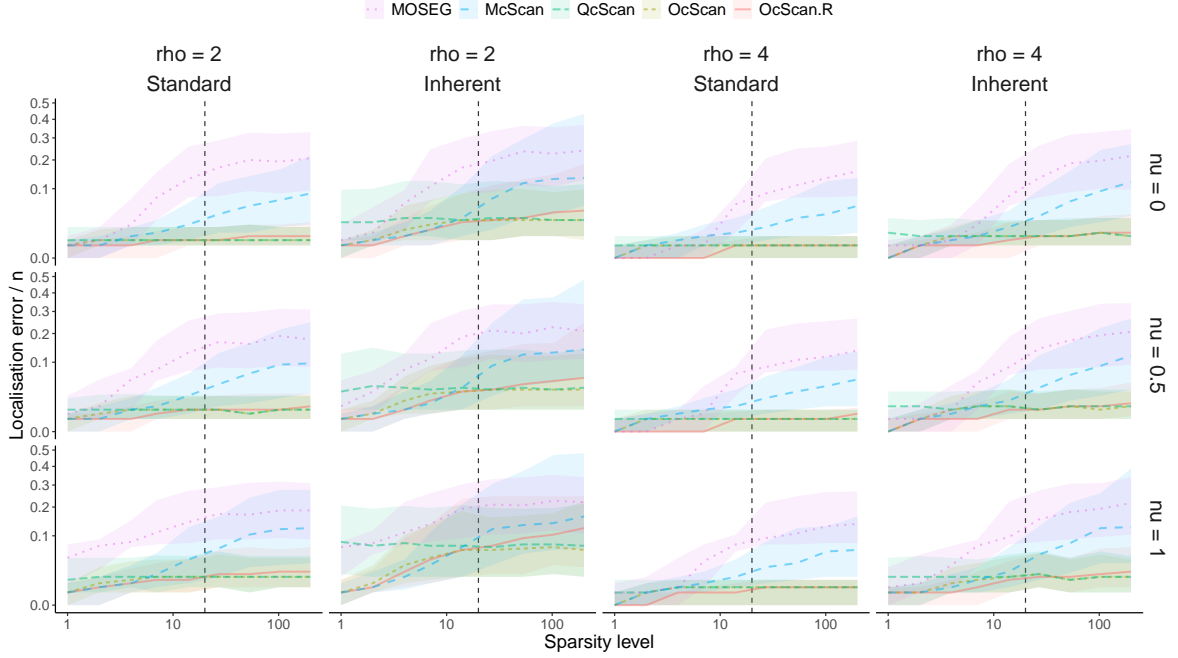 MOSEG McScan QcScan OcScan OcScan.R
rho = 2 rho = 2 rho = 4 rho = 4
Standard Inherent Standard Inherent
Localisation error / n
0.5
0.4
0.3
0.2
0.1
0.0
nu = 0
0.5
0.4
0.3
0.2
0.1
0.0
nu = 0.5
0.5
0.4
0.3
0.2
0.1
0.0
nu = 1
1 10 100 1 10 100 1 10 100 1 10 100
Sparsity level